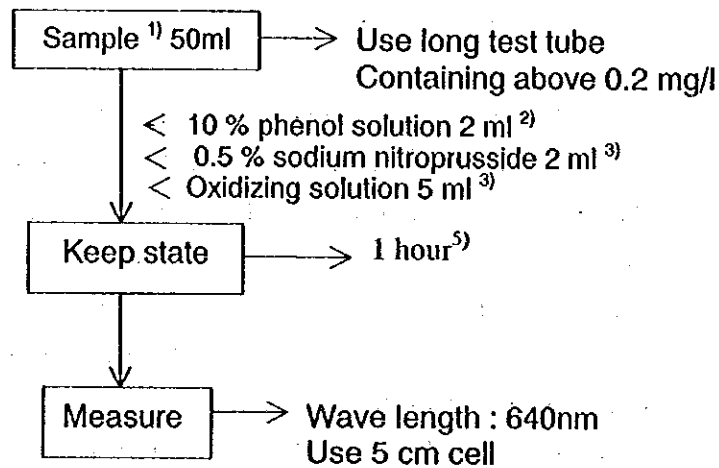 Sample 1) 50ml
Use long test tube
Containing above 0.2 mg/l
< 10 % phenol solution 2 ml 2)
< 0.5 % sodium nitroprusside 2 ml 3)
< Oxidizing solution 5 ml 3)
Keep state
1 hour5)
Measure
Wave length : 640nm
Use 5 cm cell